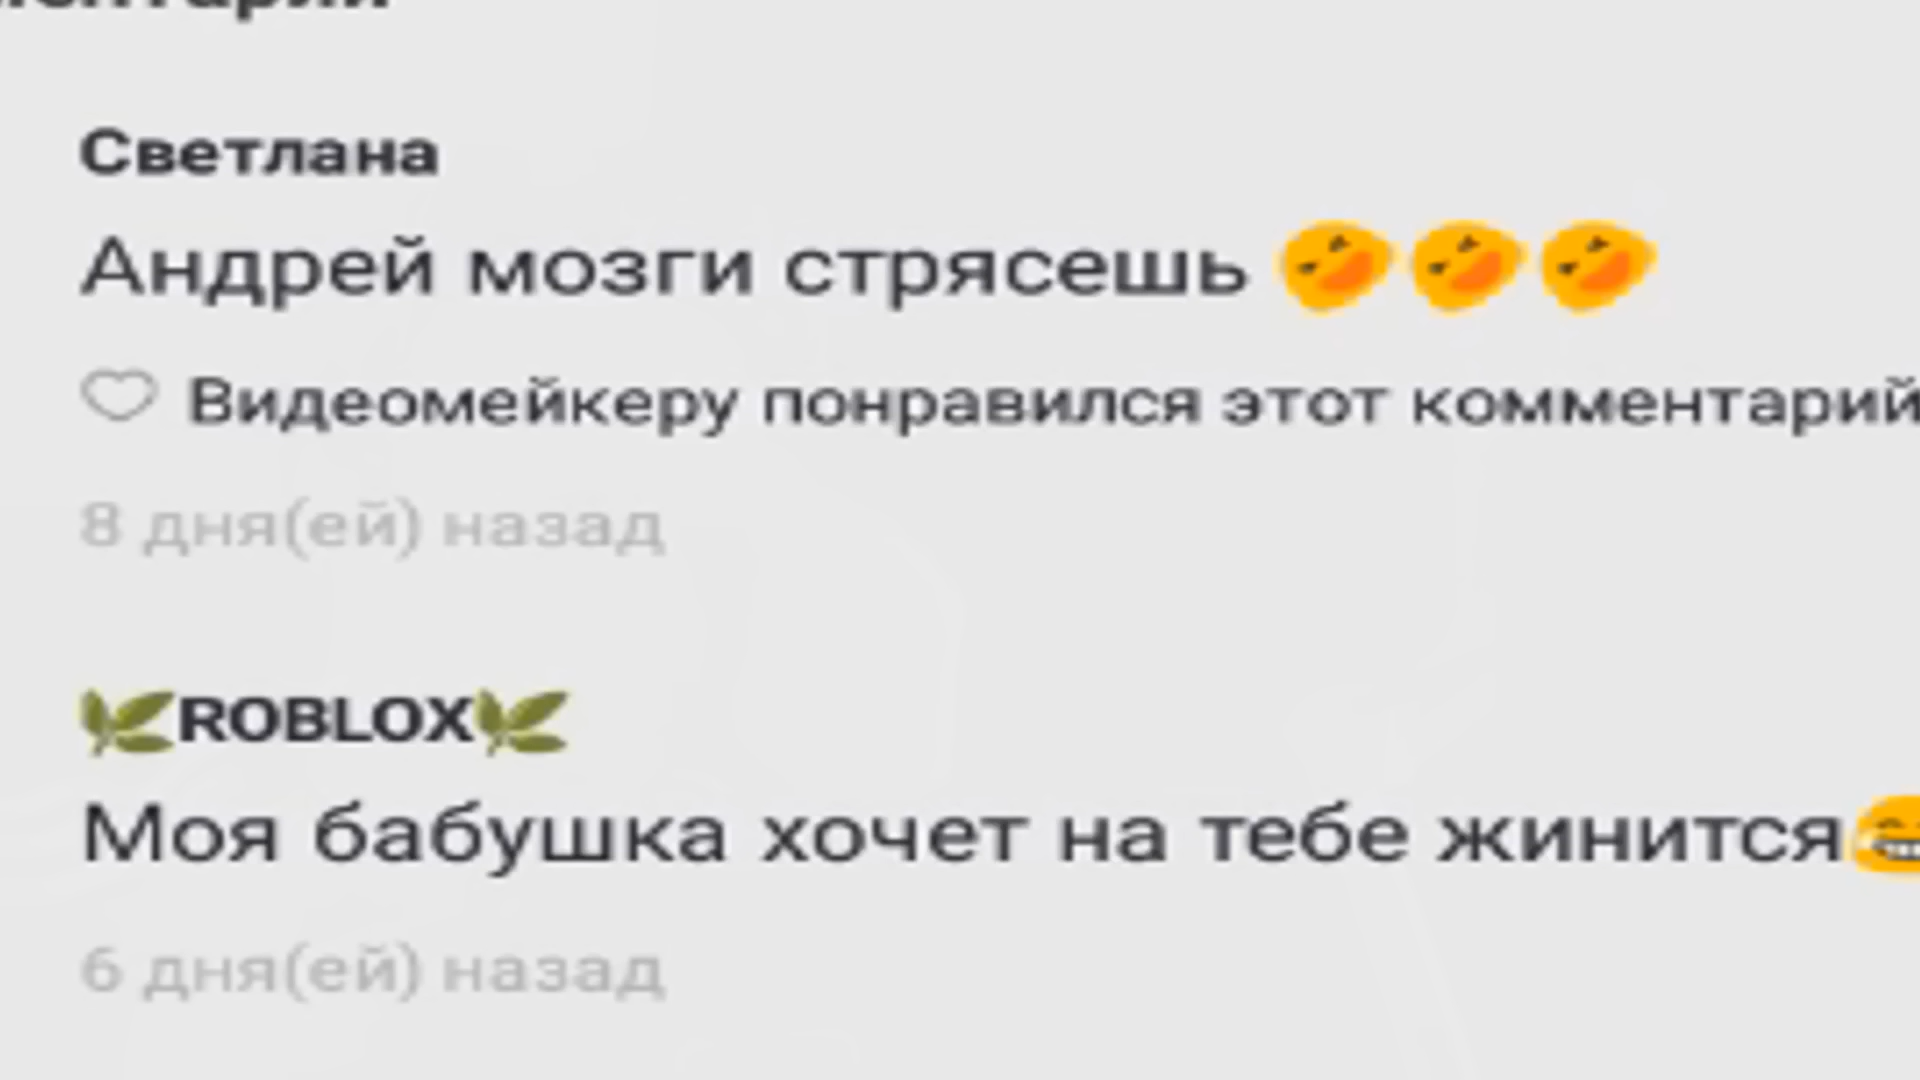 Светлана
Андрей мозги стрясешь 🤣🤣🤣
Видеомейкеру понравился этот комментарий
8 дня(ей) назад
🌿ROBLOX🌿
Моя бабушка хочет на тебе жинится😂
6 дня(ей) назад